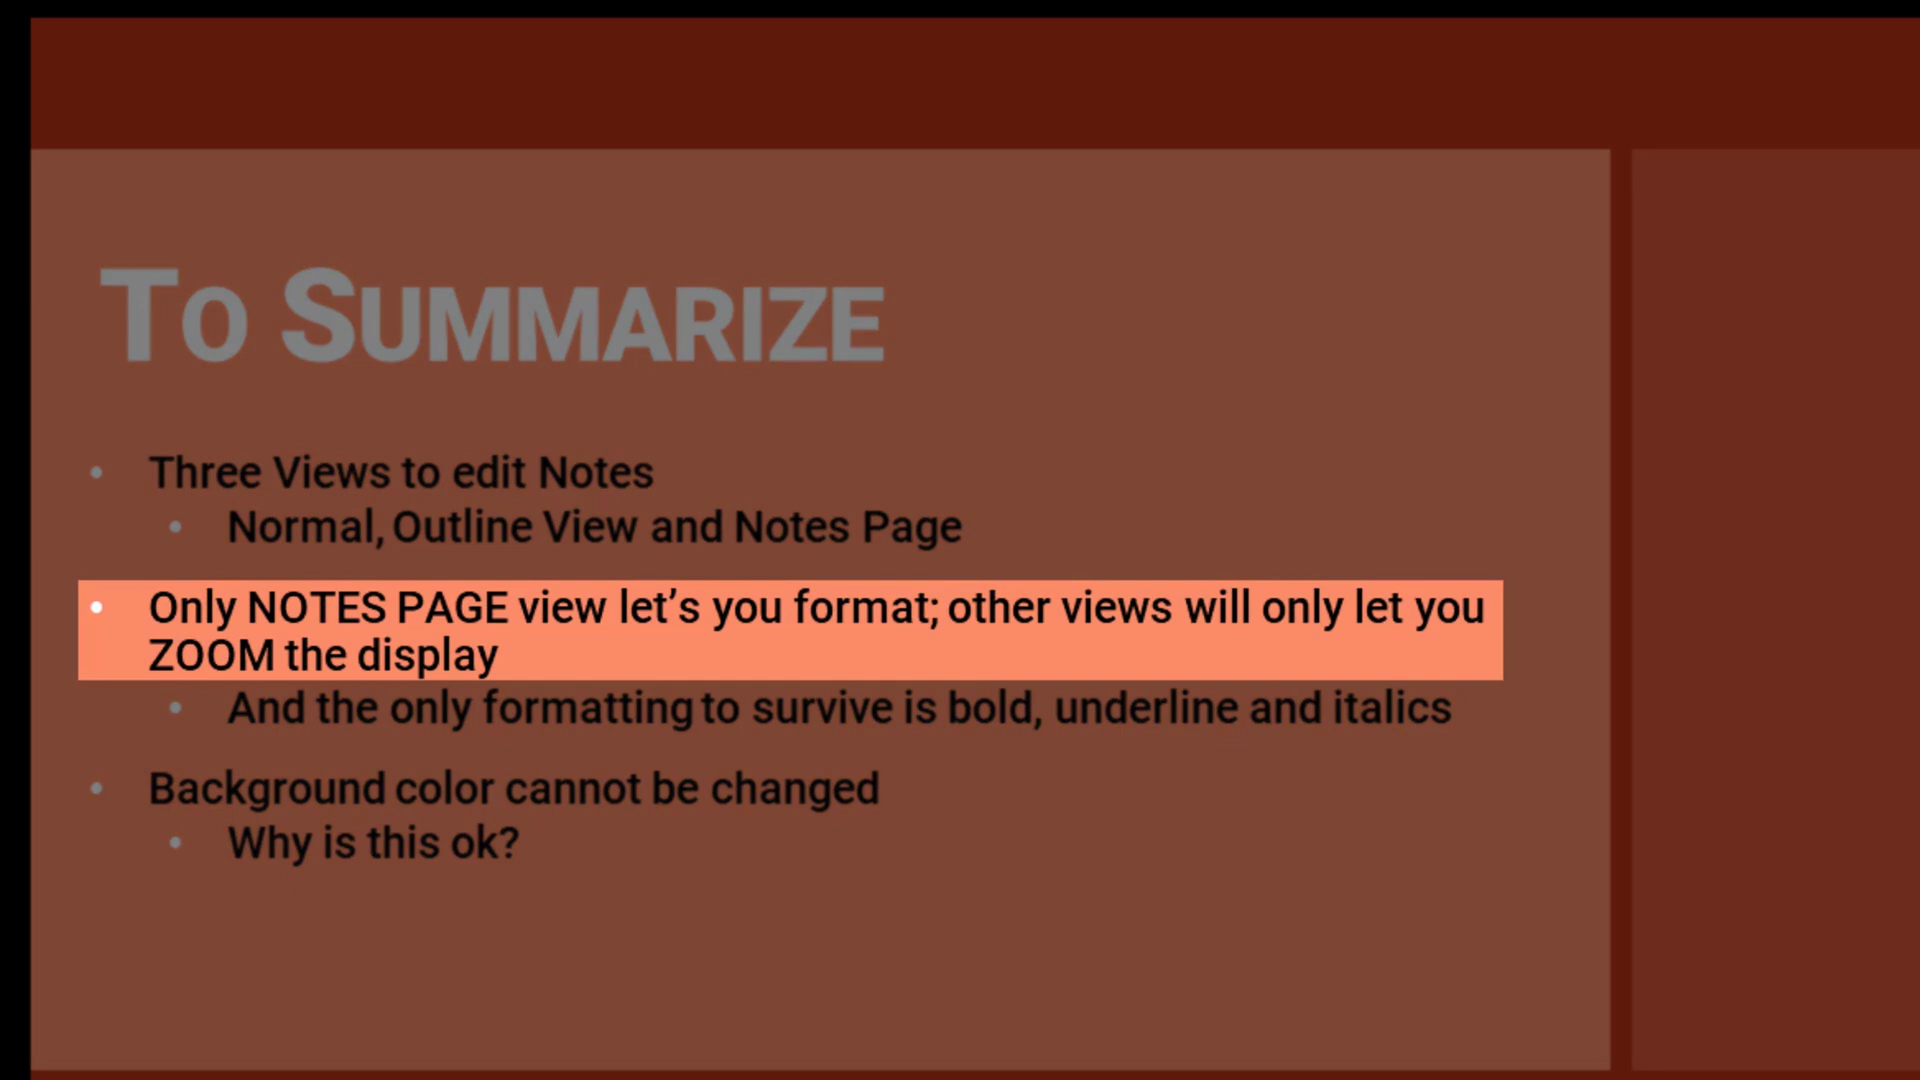 To Summarize
• Three Views to edit Notes
• Normal, Outline View and Notes Page
• Only NOTES PAGE view let’s you format; other views will only let you
ZOOM the display
• And the only formatting to survive is bold, underline and italics
• Background color cannot be changed
• Why is this ok?